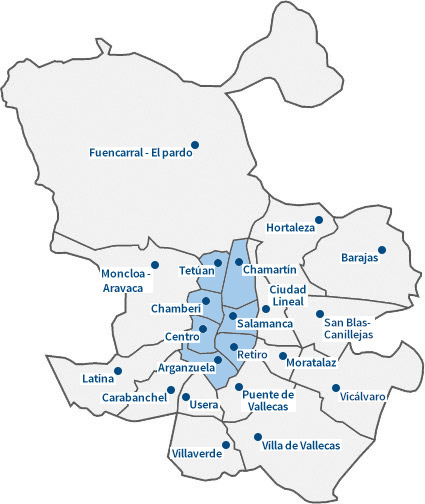 Fuencarral - El pardo
Hortaleza
Barajas
Tetúan
Chamartín
Moncloa -
Aravaca
Ciudad
Lineal
Chamberí
Salamanca
San Blas-
Canillejas
Centro
Retiro
Moratalaz
Arganzuela
Latina
Carabanchel
Usera
Puente de
Vallecas
Vicálvaro
Villaverde
Villa de Vallecas